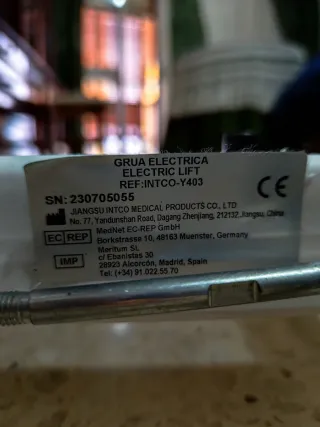 GRUA ELECTRICA
ELECTRIC LIFT
REF:INTCO-Y403
SN:230705055
CE
JIANGSU INTCO MEDICAL PRODUCTS CO., LTD
No. 77, Yandunshan Road, Dagang Zhenjiang, 212132, Jiangsu, China
EC REP MedNet EC-REP GmbH
Borkstrasse 10, 48163 Muenster, Germany
Meritum SL
IMP c/ Ebanistas 30
28923 Alcorcón, Madrid, Spain
Tel: (+34) 91.022.55 70